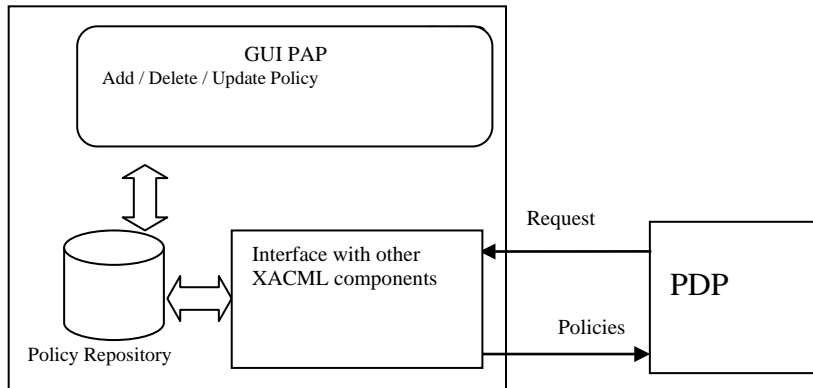 GUI PAP
Add / Delete / Update Policy
Request
Interface with other
XACML components
PDP
Policies
Policy Repository